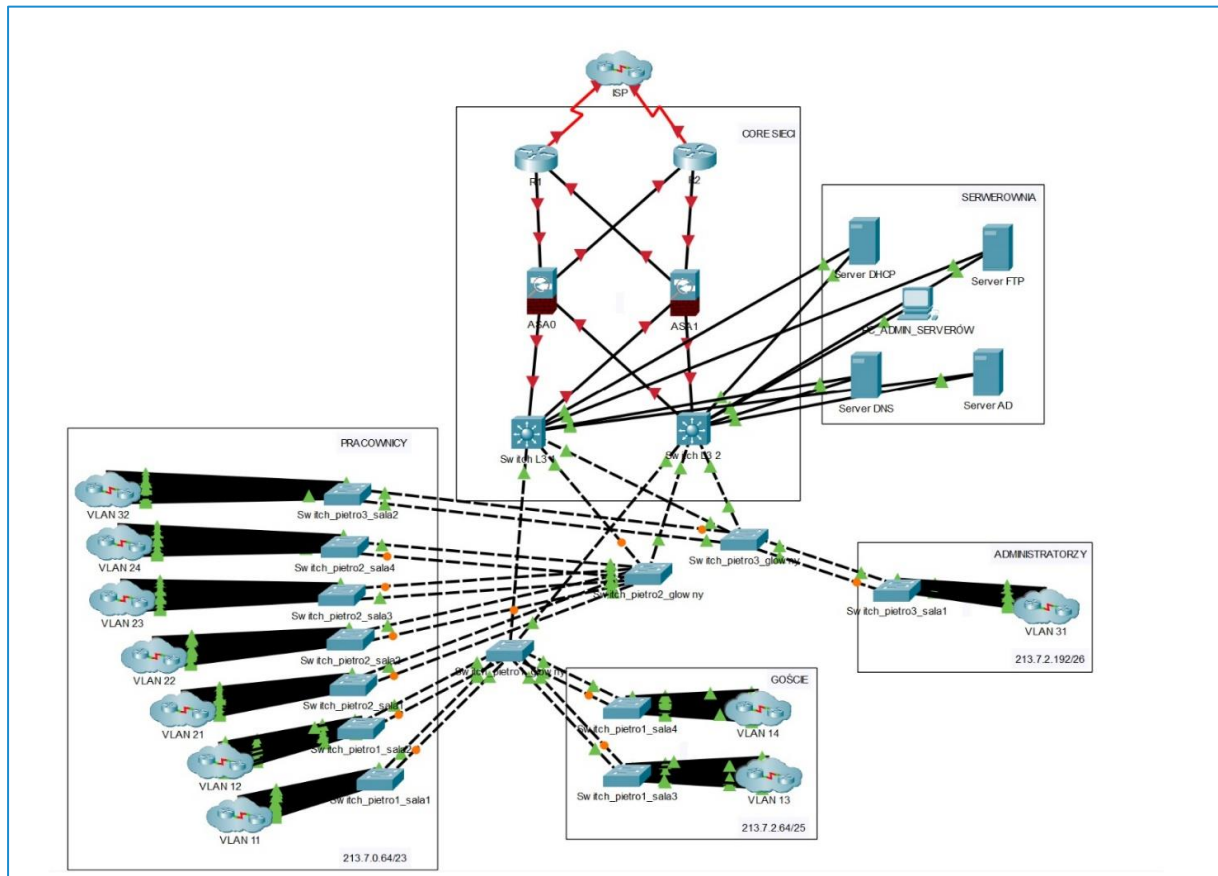 ISP
CORE SIECI
R1
R2
SERWEROWNIA
Server DHCP
Server FTP
ASA0
ASA1
PC_ADMIN_SERWERÓW
Server DNS
Server AD
PRACOWNICY
Switch L3 1
Switch L3 2
VLAN 32
Switch_pietro3_sala2
VLAN 24
Switch_pietro2_sala4
Switch_pietro3_glowny
ADMINISTRATORZY
VLAN 23
Switch_pietro2_sala3
Switch_pietro2_glowny
Switch_pietro3_sala1
VLAN 31
VLAN 22
Switch_pietro2_sala2
213.7.2.192/26
Switch_pietro1_glowny
GOŚCIE
VLAN 21
Switch_pietro2_sala1
Switch_pietro1_sala4
VLAN 14
VLAN 12
Switch_pietro1_sala2
Switch_pietro1_sala3
VLAN 13
VLAN 11
Switch_pietro1_sala1
213.7.2.64/25
213.7.0.64/23